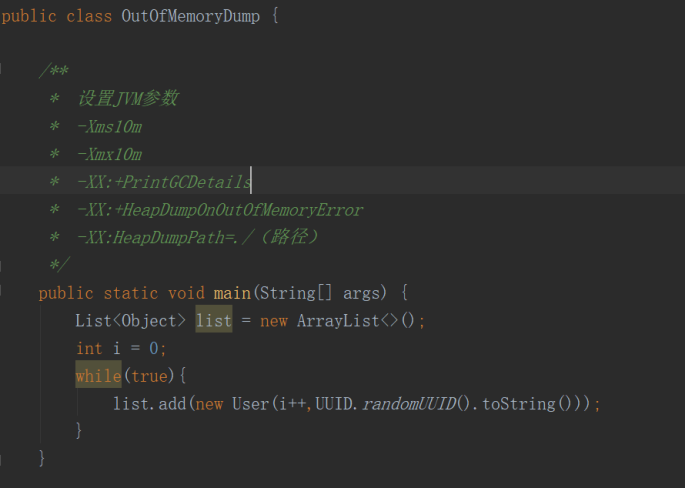 public class OutOfMemoryDump {
/**
* 设置JVM参数
* -Xms10m
* -Xmx10m
* -XX:+PrintGCDetails
* -XX:+HeapDumpOnOutOfMemoryError
* -XX:HeapDumpPath=./（路径）
*/
public static void main(String[] args) {
List<Object> list = new ArrayList<>();
int i = 0;
while(true){
list.add(new User(i++,UUID.randomUUID().toString()));
}
}